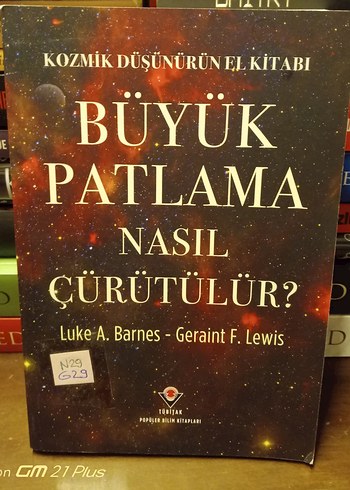 KOZMİK DÜŞÜNÜRÜN EL KİTABI
BÜYÜK
PATLAMA
NASIL
ÇÜRÜTÜLÜR?
Luke A. Barnes - Geraint F. Lewis
N29
G29
TÜBİTAK
POPÜLER BİLİM KİTAPLARI
on GM 21 Plus